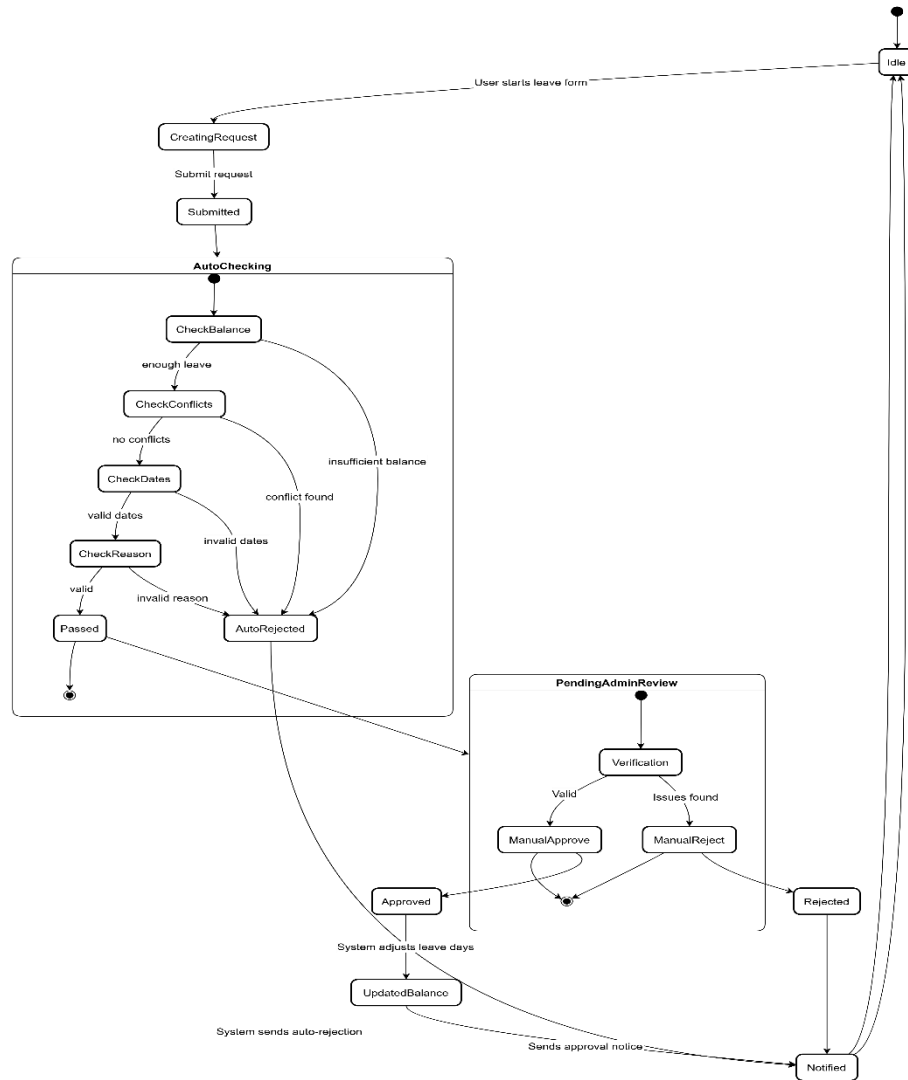 Idle
User starts leave form
CreatingRequest
Submit request
Submitted
AutoChecking
CheckBalance
enough leave
CheckConflicts
no conflicts
insufficient balance
CheckDates
conflict found
valid dates
invalid dates
CheckReason
valid
invalid reason
Passed
AutoRejected
PendingAdminReview
Verification
Valid
Issues found
ManualApprove
ManualReject
Approved
Rejected
System adjusts leave days
UpdatedBalance
System sends auto-rejection
Sends approval notice
Notified